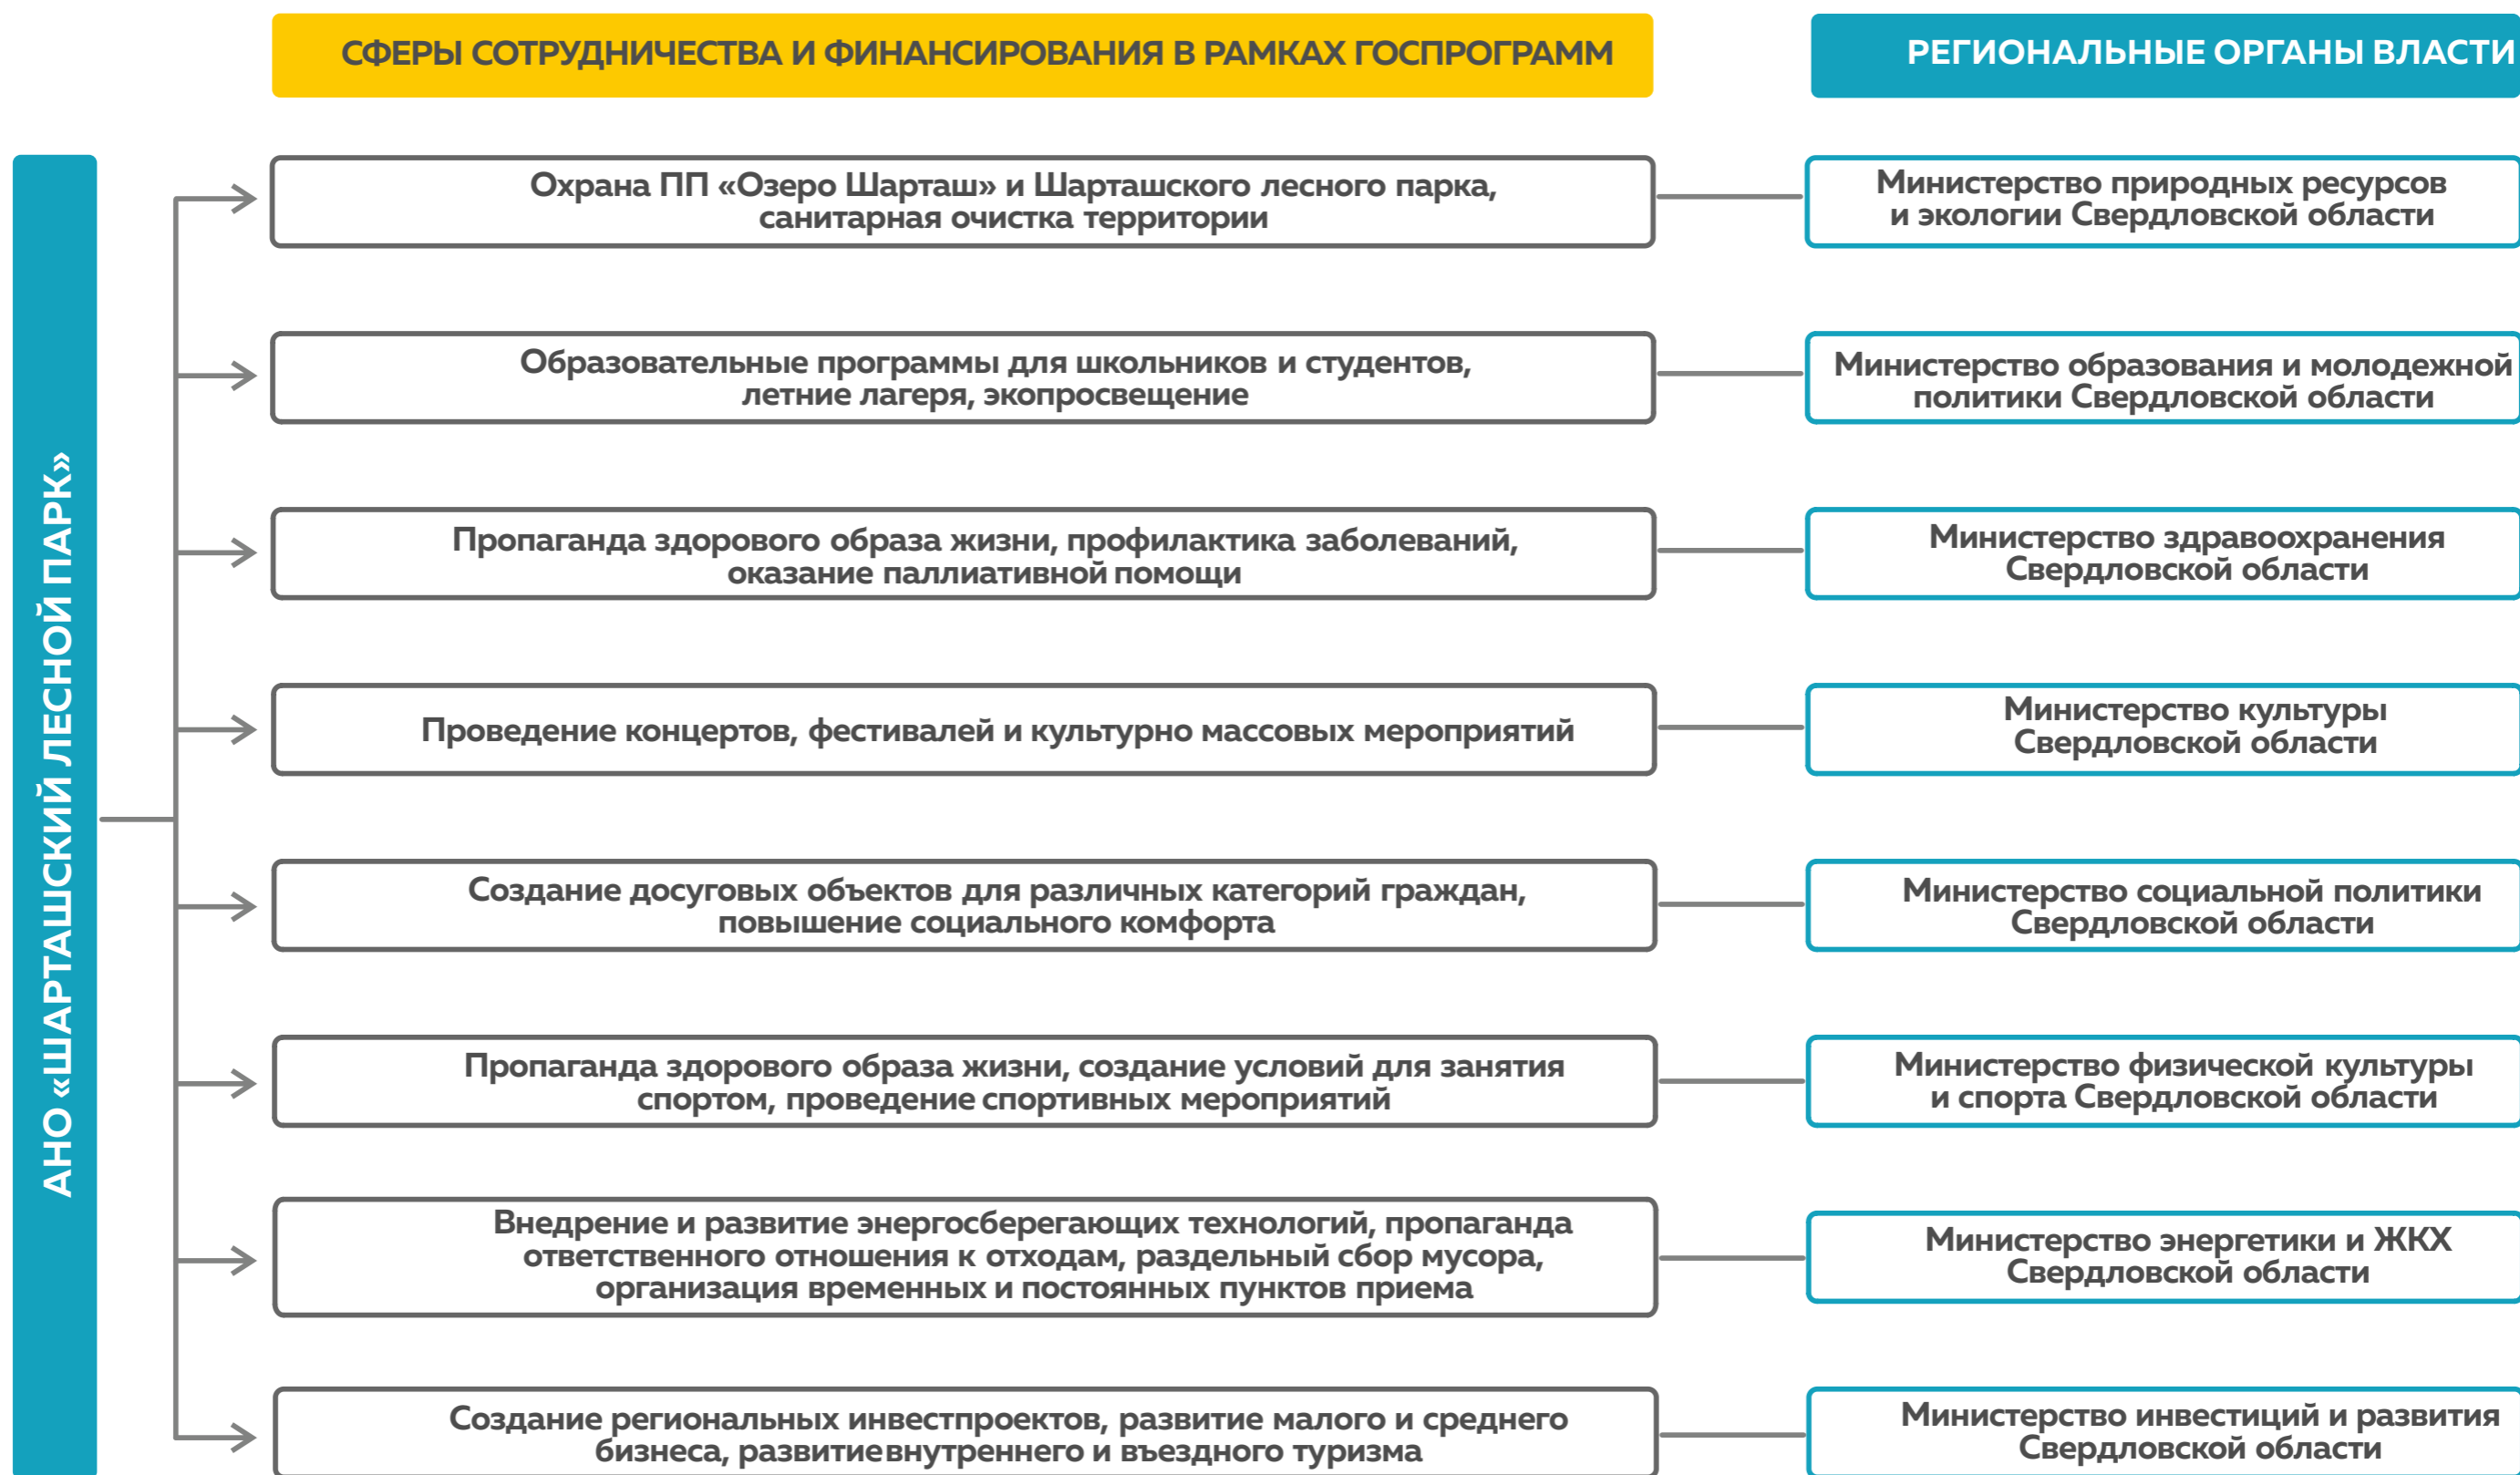 СФЕРЫ СОТРУДНИЧЕСТВА И ФИНАНСИРОВАНИЯ В РАМКАХ ГОСПРОГРАММ
РЕГИОНАЛЬНЫЕ ОРГАНЫ ВЛАСТИ
АНО «ШАРТАШСКИЙ ЛЕСНОЙ ПАРК»
Охрана ПП «Озеро Шарташ» и Шарташского лесного парка,
санитарная очистка территории
Министерство природных ресурсов
и экологии Свердловской области
Образовательные программы для школьников и студентов,
летние лагеря, экопросвещение
Министерство образования и молодежной
политики Свердловской области
Пропаганда здорового образа жизни, профилактика заболеваний,
оказание паллиативной помощи
Министерство здравоохранения
Свердловской области
Проведение концертов, фестивалей и культурно массовых мероприятий
Министерство культуры
Свердловской области
Создание досуговых объектов для различных категорий граждан,
повышение социального комфорта
Министерство социальной политики
Свердловской области
Пропаганда здорового образа жизни, создание условий для занятия
спортом, проведение спортивных мероприятий
Министерство физической культуры
и спорта Свердловской области
Внедрение и развитие энергосберегающих технологий, пропаганда
ответственного отношения к отходам, раздельный сбор мусора,
организация временных и постоянных пунктов приема
Министерство энергетики и ЖКХ
Свердловской области
Создание региональных инвестпроектов, развитие малого и среднего
бизнеса, развитие внутреннего и въездного туризма
Министерство инвестиций и развития
Свердловской области